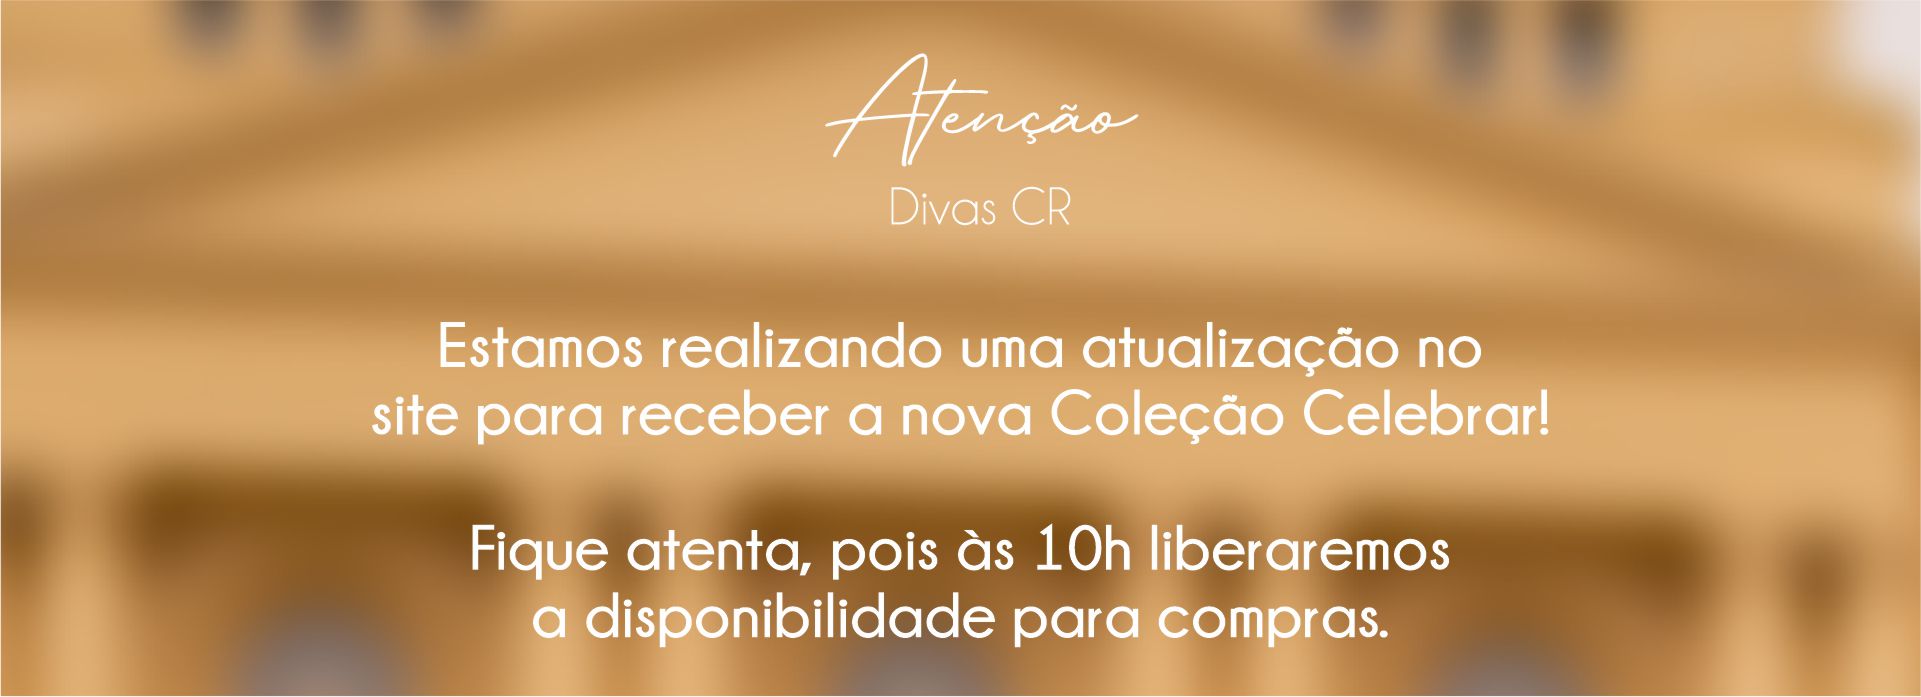 Atenção
Divas CR
Estamos realizando uma atualização no
site para receber a nova Coleção Celebrar!
Fique atenta, pois às 10h liberaremos
a disponibilidade para compras.